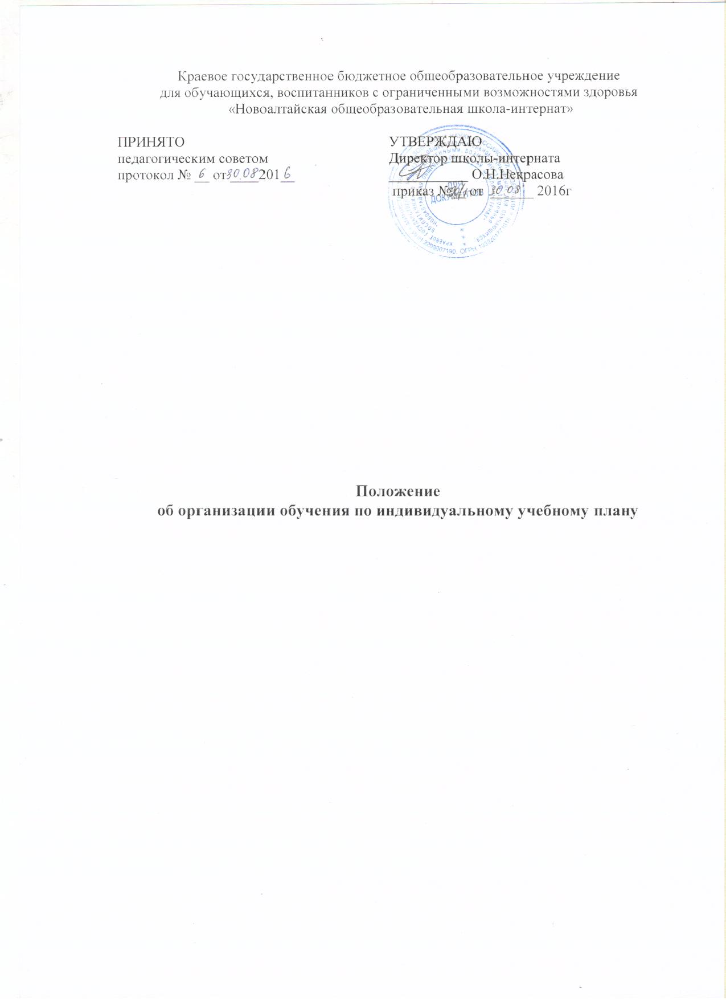 Краевое государственное бюджетное общеобразовательное учреждение
для обучающихся, воспитанников с ограниченными возможностями здоровья
«Новоалтайская общеобразовательная школа-интернат»
ПРИНЯТО
педагогическим советом
протокол № 6 от 30.08 2016
УТВЕРЖДАЮ
Директор школы-интерната
О.Н.Некрасова
приказ № от 30.08 2016г
ДЛЯ
ДОКУМЕНТОВ
Положение
об организации обучения по индивидуальному учебному плану